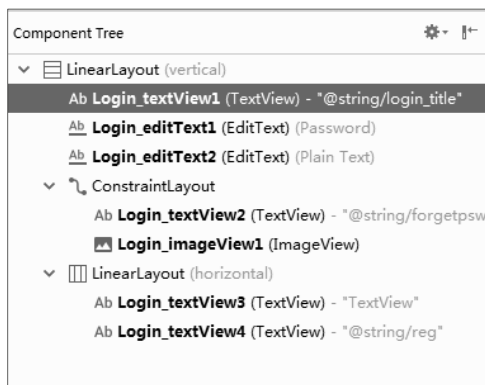 Component Tree
LinearLayout (vertical)
Ab Login_textView1 (TextView) - "@string/login_title"
Ab Login_editText1 (EditText) (Password)
Ab Login_editText2 (EditText) (Plain Text)
ConstraintLayout
Ab Login_textView2 (TextView) - "@string/forgetpsw
Login_imageView1 (ImageView)
LinearLayout (horizontal)
Ab Login_textView3 (TextView) - "TextView"
Ab Login_textView4 (TextView) - "@string/reg"